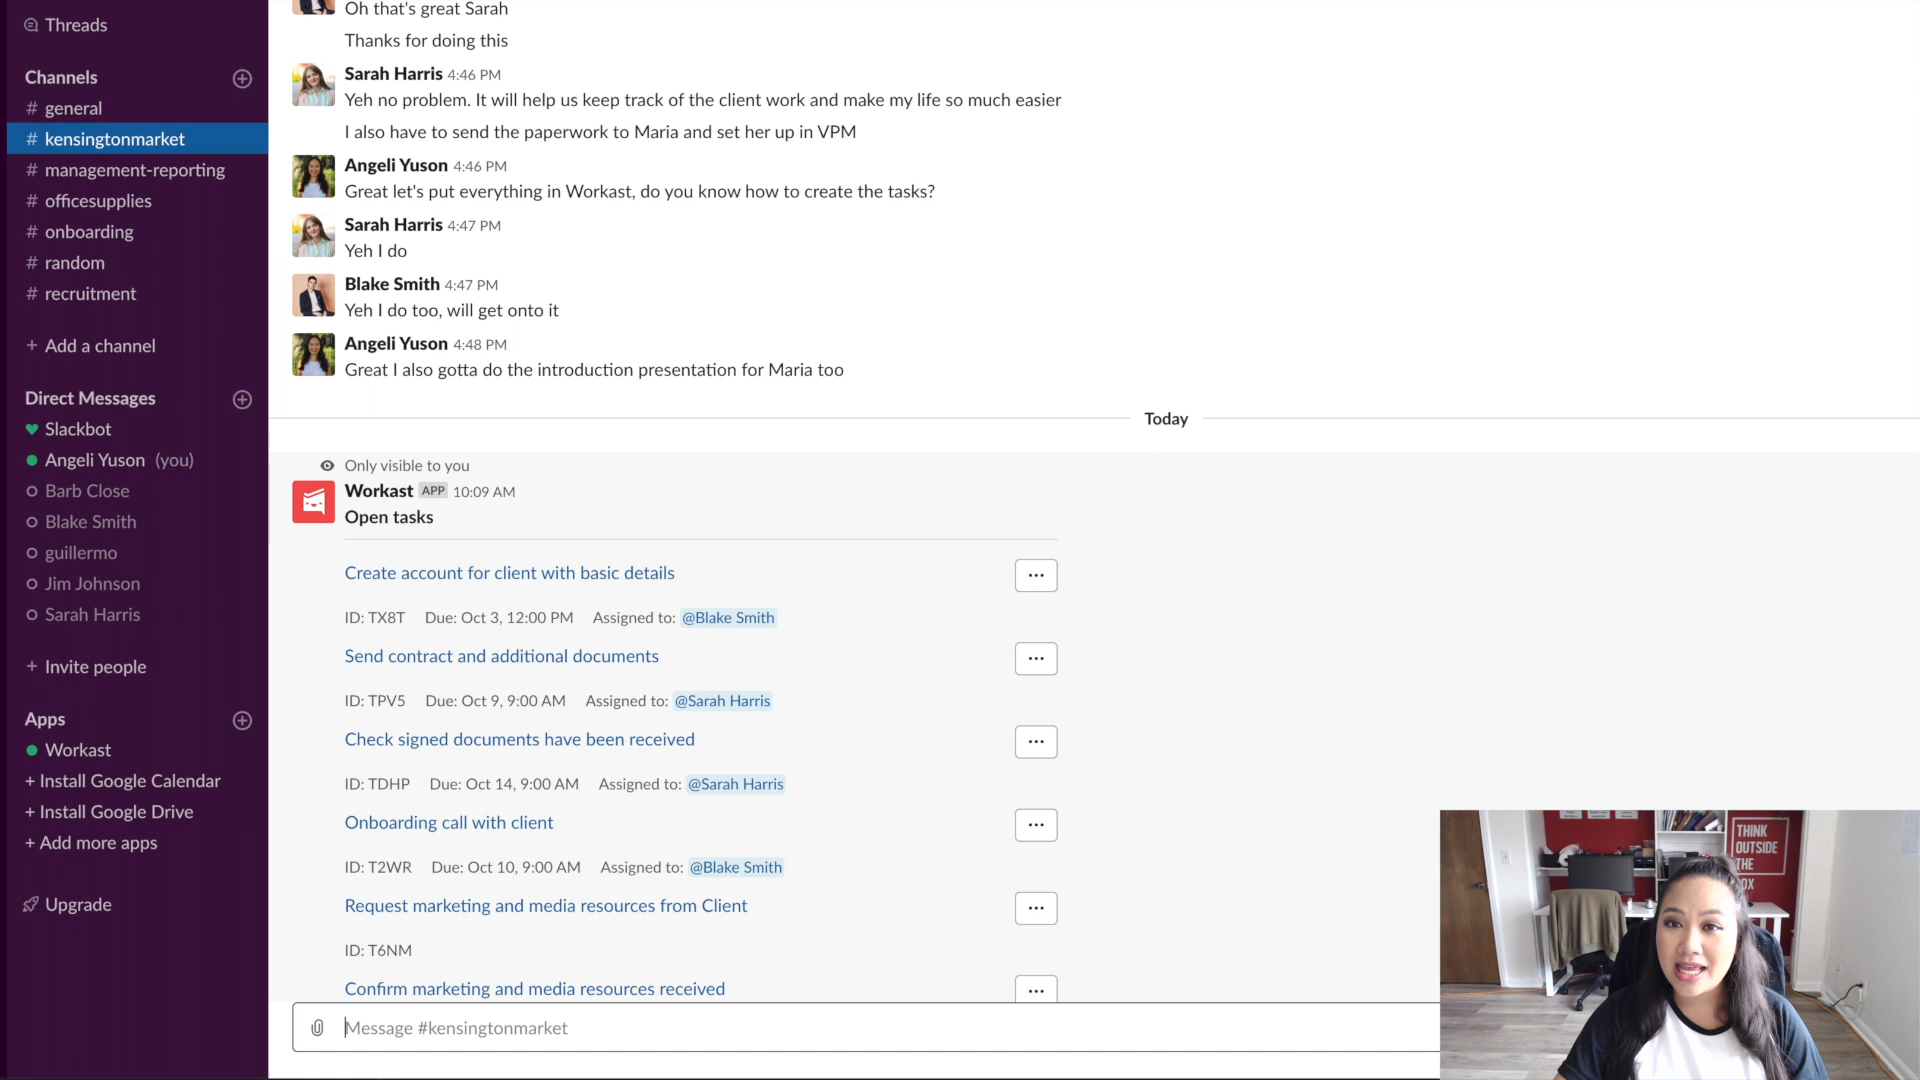 Threads
Channels
# general
# kensingtonmarket
# management-reporting
# officesupplies
# onboarding
# random
# recruitment
+ Add a channel
Direct Messages
Slackbot
Angeli Yuson (you)
Barb Close
Blake Smith
guillermo
Jim Johnson
Sarah Harris
+ Invite people
Apps
Workast
+ Install Google Calendar
+ Install Google Drive
+ Add more apps
Upgrade
Oh that's great Sarah
Thanks for doing this
Sarah Harris 4:46 PM
Yeh no problem. It will help us keep track of the client work and make my life so much easier
I also have to send the paperwork to Maria and set her up in VPM
Angeli Yuson 4:46 PM
Great let's put everything in Workast, do you know how to create the tasks?
Sarah Harris 4:47 PM
Yeh I do
Blake Smith 4:47 PM
Yeh I do too, will get onto it
Angeli Yuson 4:48 PM
Great I also gotta do the introduction presentation for Maria too
Today
Only visible to you
Workast APP 10:09 AM
Open tasks
Create account for client with basic details
ID: TX8T Due: Oct 3, 12:00 PM Assigned to: @Blake Smith
Send contract and additional documents
ID: TPV5 Due: Oct 9, 9:00 AM Assigned to: @Sarah Harris
Check signed documents have been received
ID: TDHP Due: Oct 14, 9:00 AM Assigned to: @Sarah Harris
Onboarding call with client
ID: T2WR Due: Oct 10, 9:00 AM Assigned to: @Blake Smith
Request marketing and media resources from Client
ID: T6NM
Confirm marketing and media resources received
Message #kensingtonmarket
THINK
OUTSIDE
THE